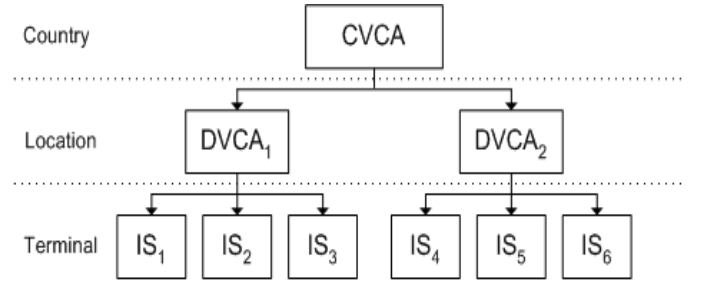 Country CVCA
Location DVCA₁ DVCA₂
Terminal IS₁ IS₂ IS₃ IS₄ IS₅ IS₆